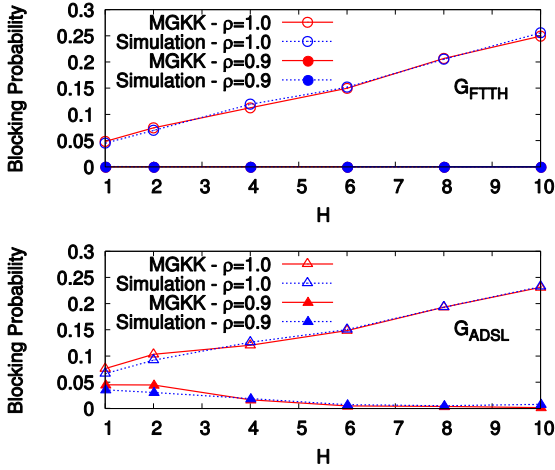 0.3
MGKK - ρ=1.0
0.25
Simulation - ρ=1.0
MGKK - ρ=0.9
0.2
Simulation - ρ=0.9
0.15
G_FTTH
0.1
0.05
0
Blocking Probability
1 2 3 4 5 6 7 8 9 10
H
0.3
MGKK - ρ=1.0
0.25
Simulation - ρ=1.0
MGKK - ρ=0.9
0.2
Simulation - ρ=0.9
0.15
G_ADSL
0.1
0.05
0
Blocking Probability
1 2 3 4 5 6 7 8 9 10
H